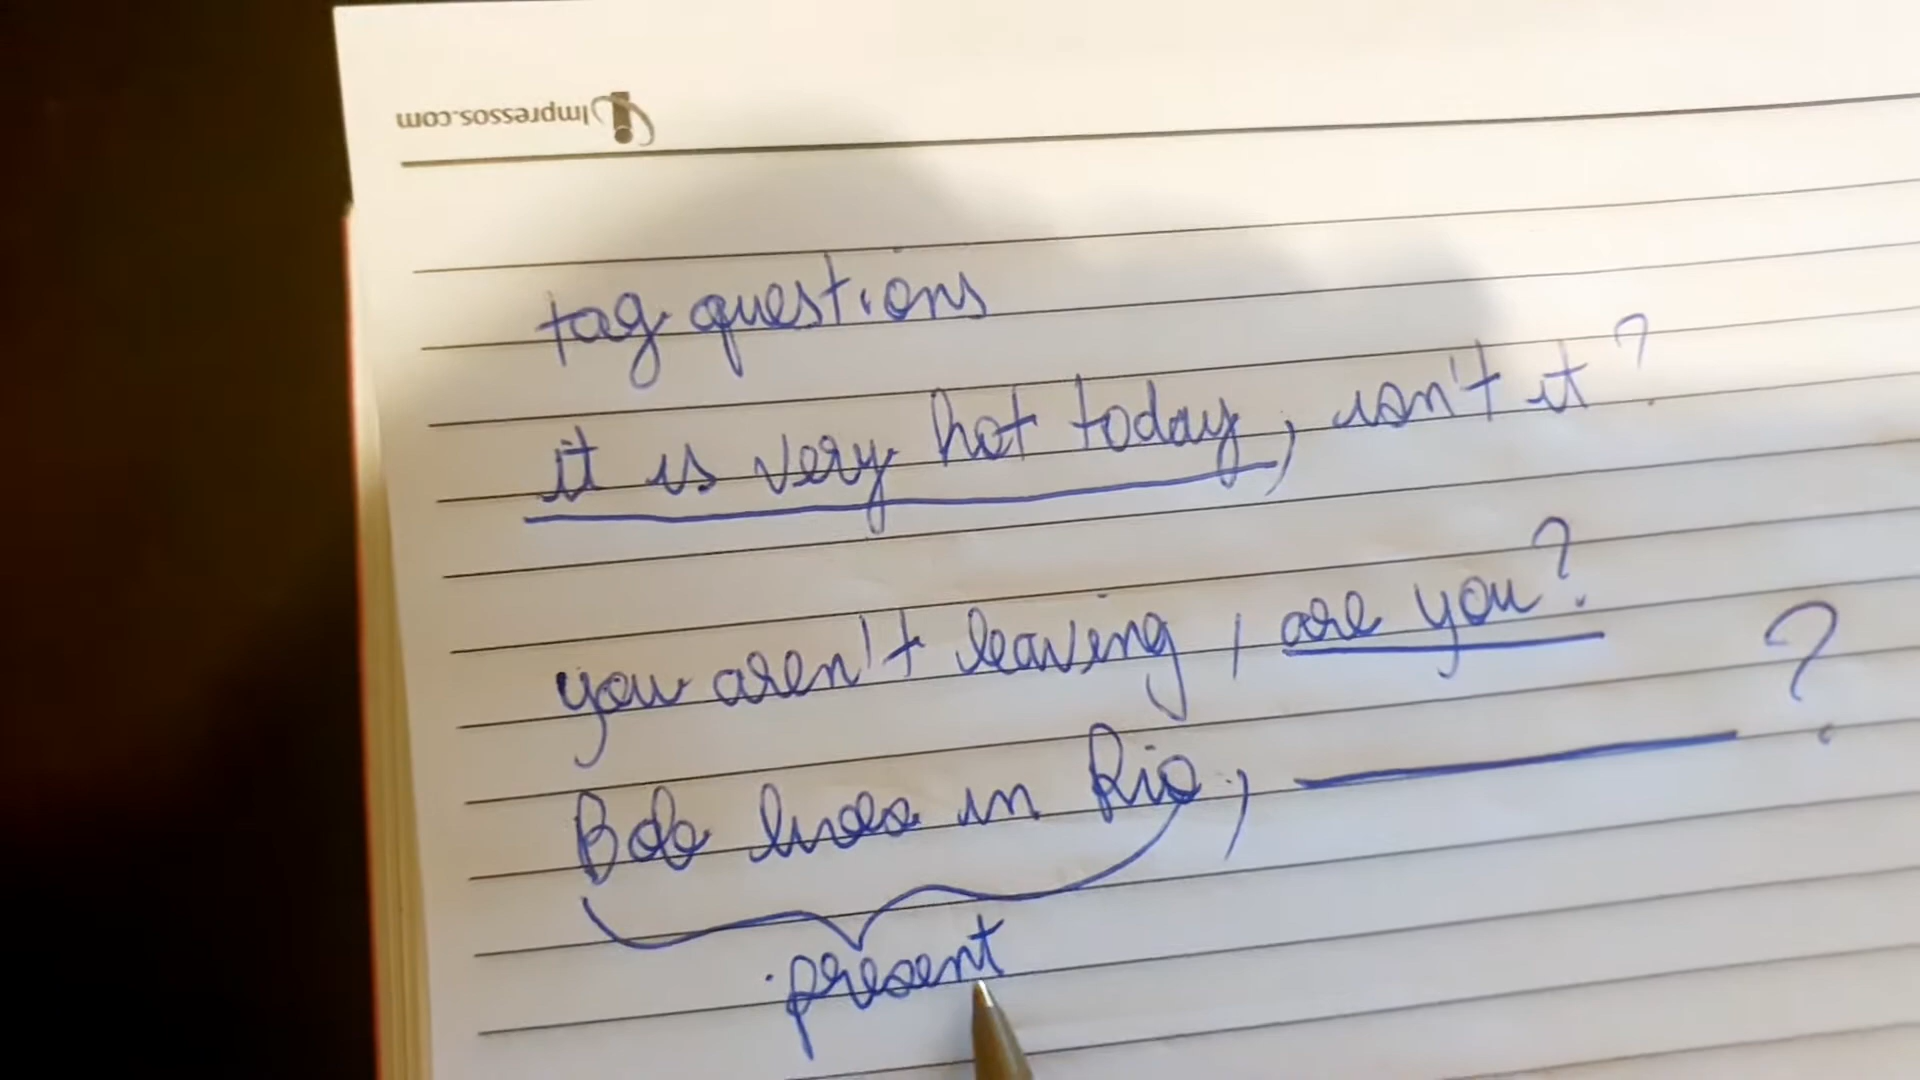 Impressos.com
tag questions
it is very hot today, isn't it?
you aren't leaving, are you?
Bob lives in Rio, ?
present